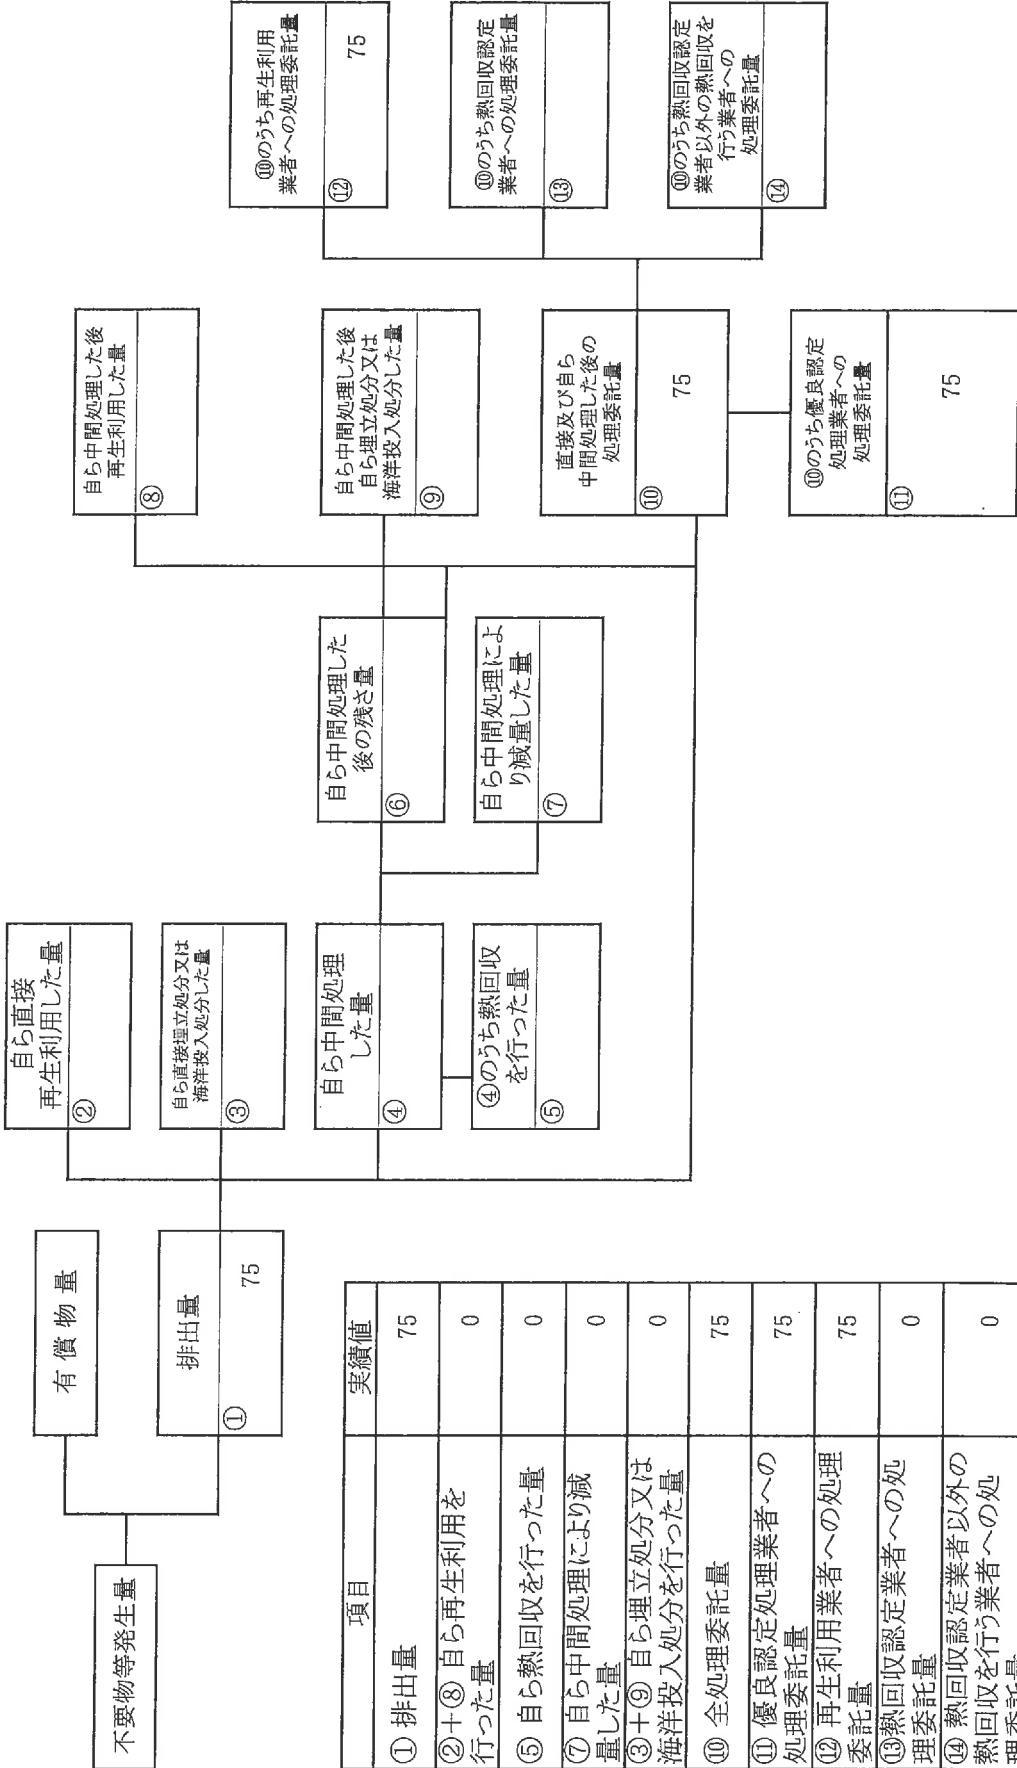 不要物等発生量
有償物量
排出量
①
75
自ら直接
再生利用した量
②
自ら直接埋立処分又は
海洋投入処分した量
③
自ら中間処理
した量
④
④のうち熱回収
を行った量
⑤
自ら中間処理した
後の残さ量
⑥
自ら中間処理によ
り減量した量
⑦
自ら中間処理した後
再生利用した量
⑧
自ら中間処理した後
自ら埋立処分又は
海洋投入処分した量
⑨
直接及び自ら
中間処理した後の
処理委託量
⑩
75
⑩のうち優良認定
処理業者への
処理委託量
⑪
75
⑩のうち再生利用
業者への処理委託量
⑫
75
⑩のうち熱回収認定
業者への処理委託量
⑬
⑩のうち熱回収認定
業者以外の熱回収を
行う業者への
処理委託量
⑭
項目 実績値
① 排出量 75
②+⑧ 自ら再生利用を
行った量 0
⑤ 自ら熱回収を行った量 0
⑦ 自ら中間処理により減
量した量 0
③+⑨ 自ら埋立処分又は
海洋投入処分を行った量 0
⑩ 全処理委託量 75
⑪ 優良認定処理業者への
処理委託量 75
⑫ 再生利用業者への処理
委託量 75
⑬熱回収認定業者への処
理委託量 0
⑭ 熱回収認定業者以外の
熱回収を行う業者への処
理委託量 0